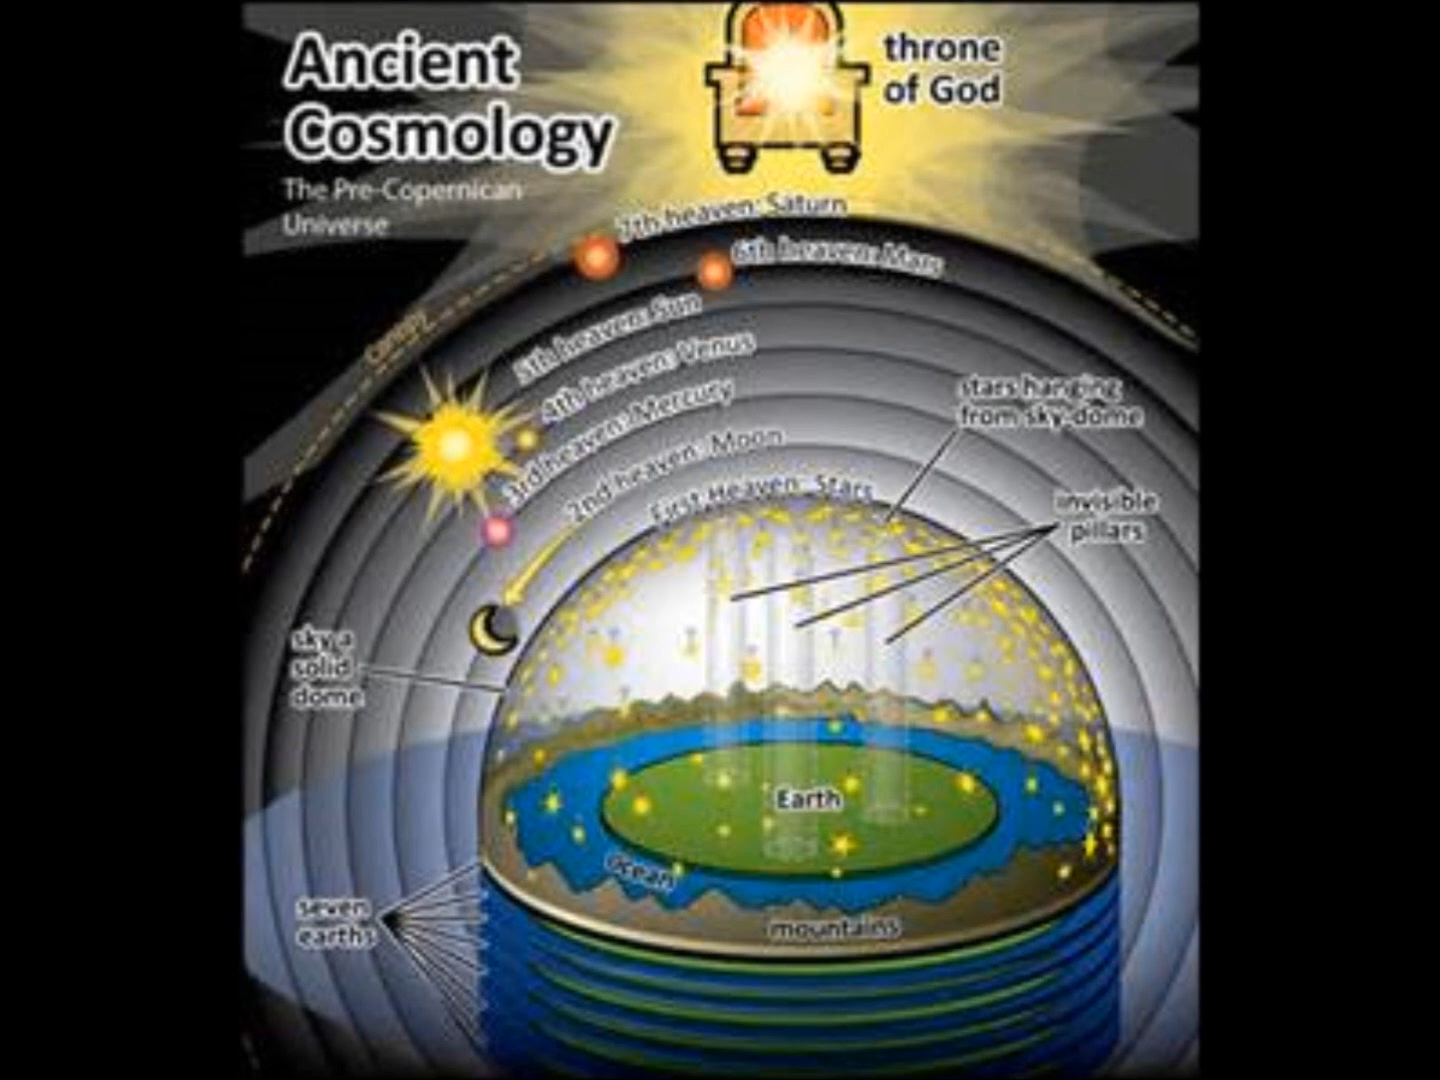 Ancient
Cosmology
The Pre-Copernican
Universe
throne
of God
7th heaven: Saturn
6th heaven: Mars
5th heaven: Sun
4th heaven: Venus
3rd heaven: Mercury
2nd heaven: Moon
First Heaven: Stars
Canopy
stars hanging
from sky-dome
invisible
pillars
sky a
solid
dome
Earth
ocean
mountains
seven
earths